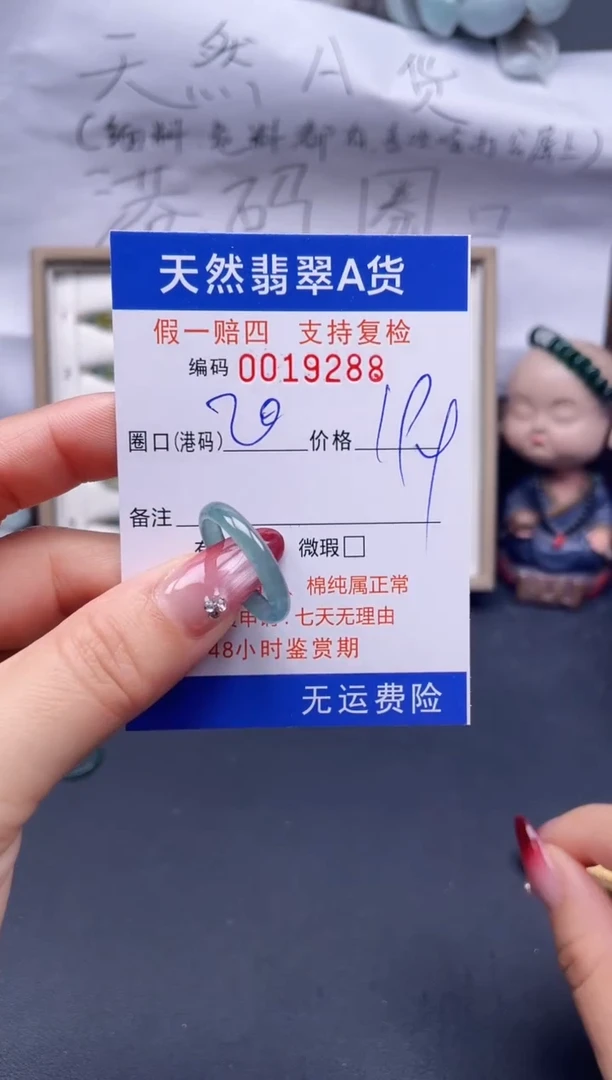 天然A货
港码圈口
天然翡翠A货
假一赔四 支持复检
编码 0019288
圈口(港码) 20 价格
备注
微瑕□
棉纯属正常
七天无理由
48小时鉴赏期
无运费险